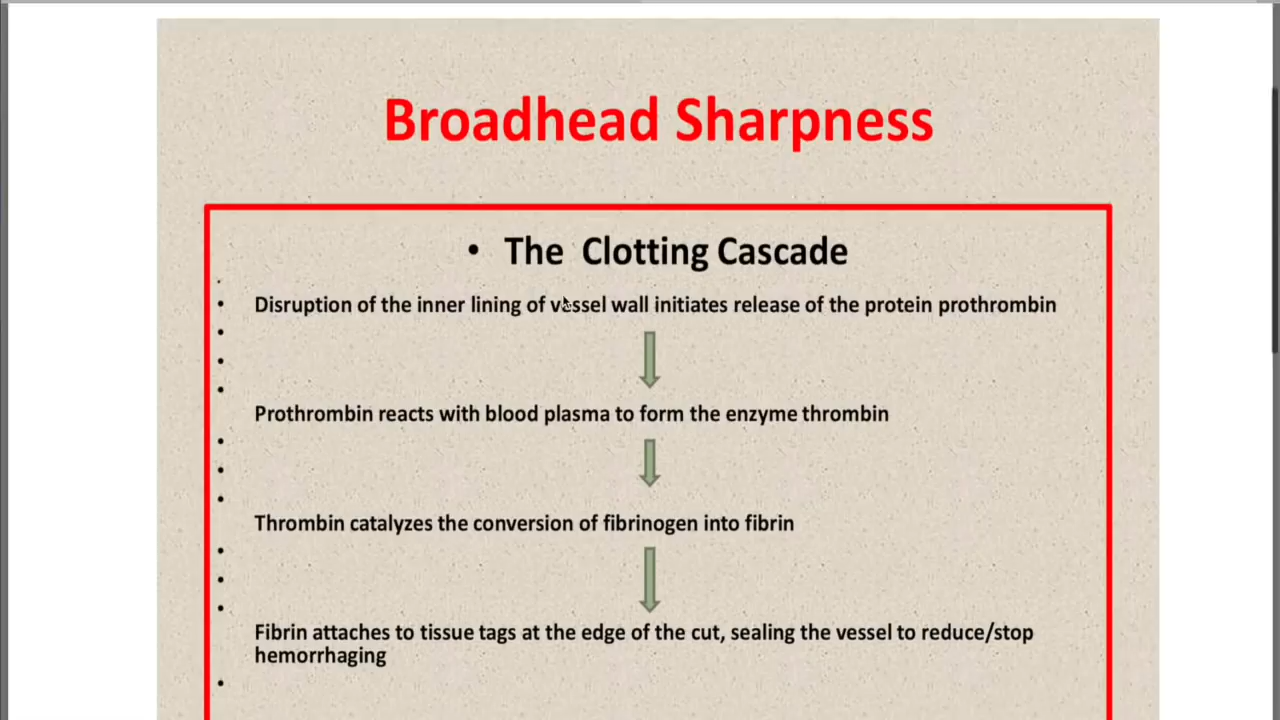 Broadhead Sharpness
• The Clotting Cascade
•
• Disruption of the inner lining of vessel wall initiates release of the protein prothrombin
•
•
•
Prothrombin reacts with blood plasma to form the enzyme thrombin
•
•
•
Thrombin catalyzes the conversion of fibrinogen into fibrin
•
•
•
Fibrin attaches to tissue tags at the edge of the cut, sealing the vessel to reduce/stop
hemorrhaging
•